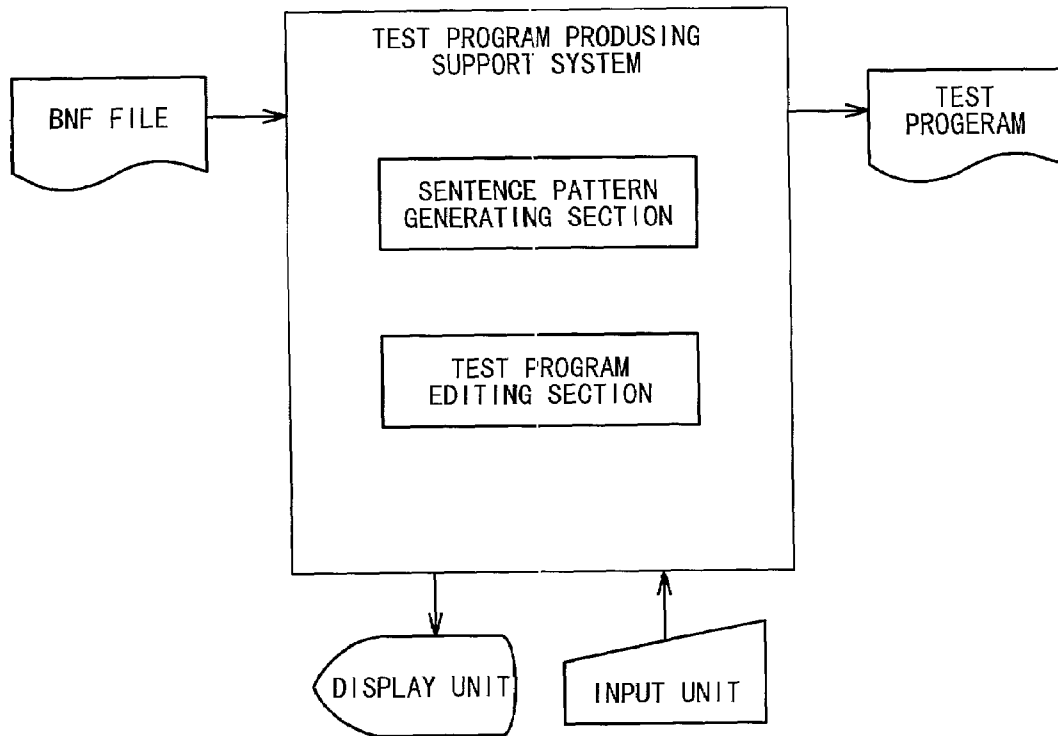 TEST PROGRAM PRODUSING
SUPPORT SYSTEM
BNF FILE
TEST
PROGERAM
SENTENCE PATTERN
GENERATING SECTION
TEST PROGRAM
EDITING SECTION
DISPLAY UNIT
INPUT UNIT